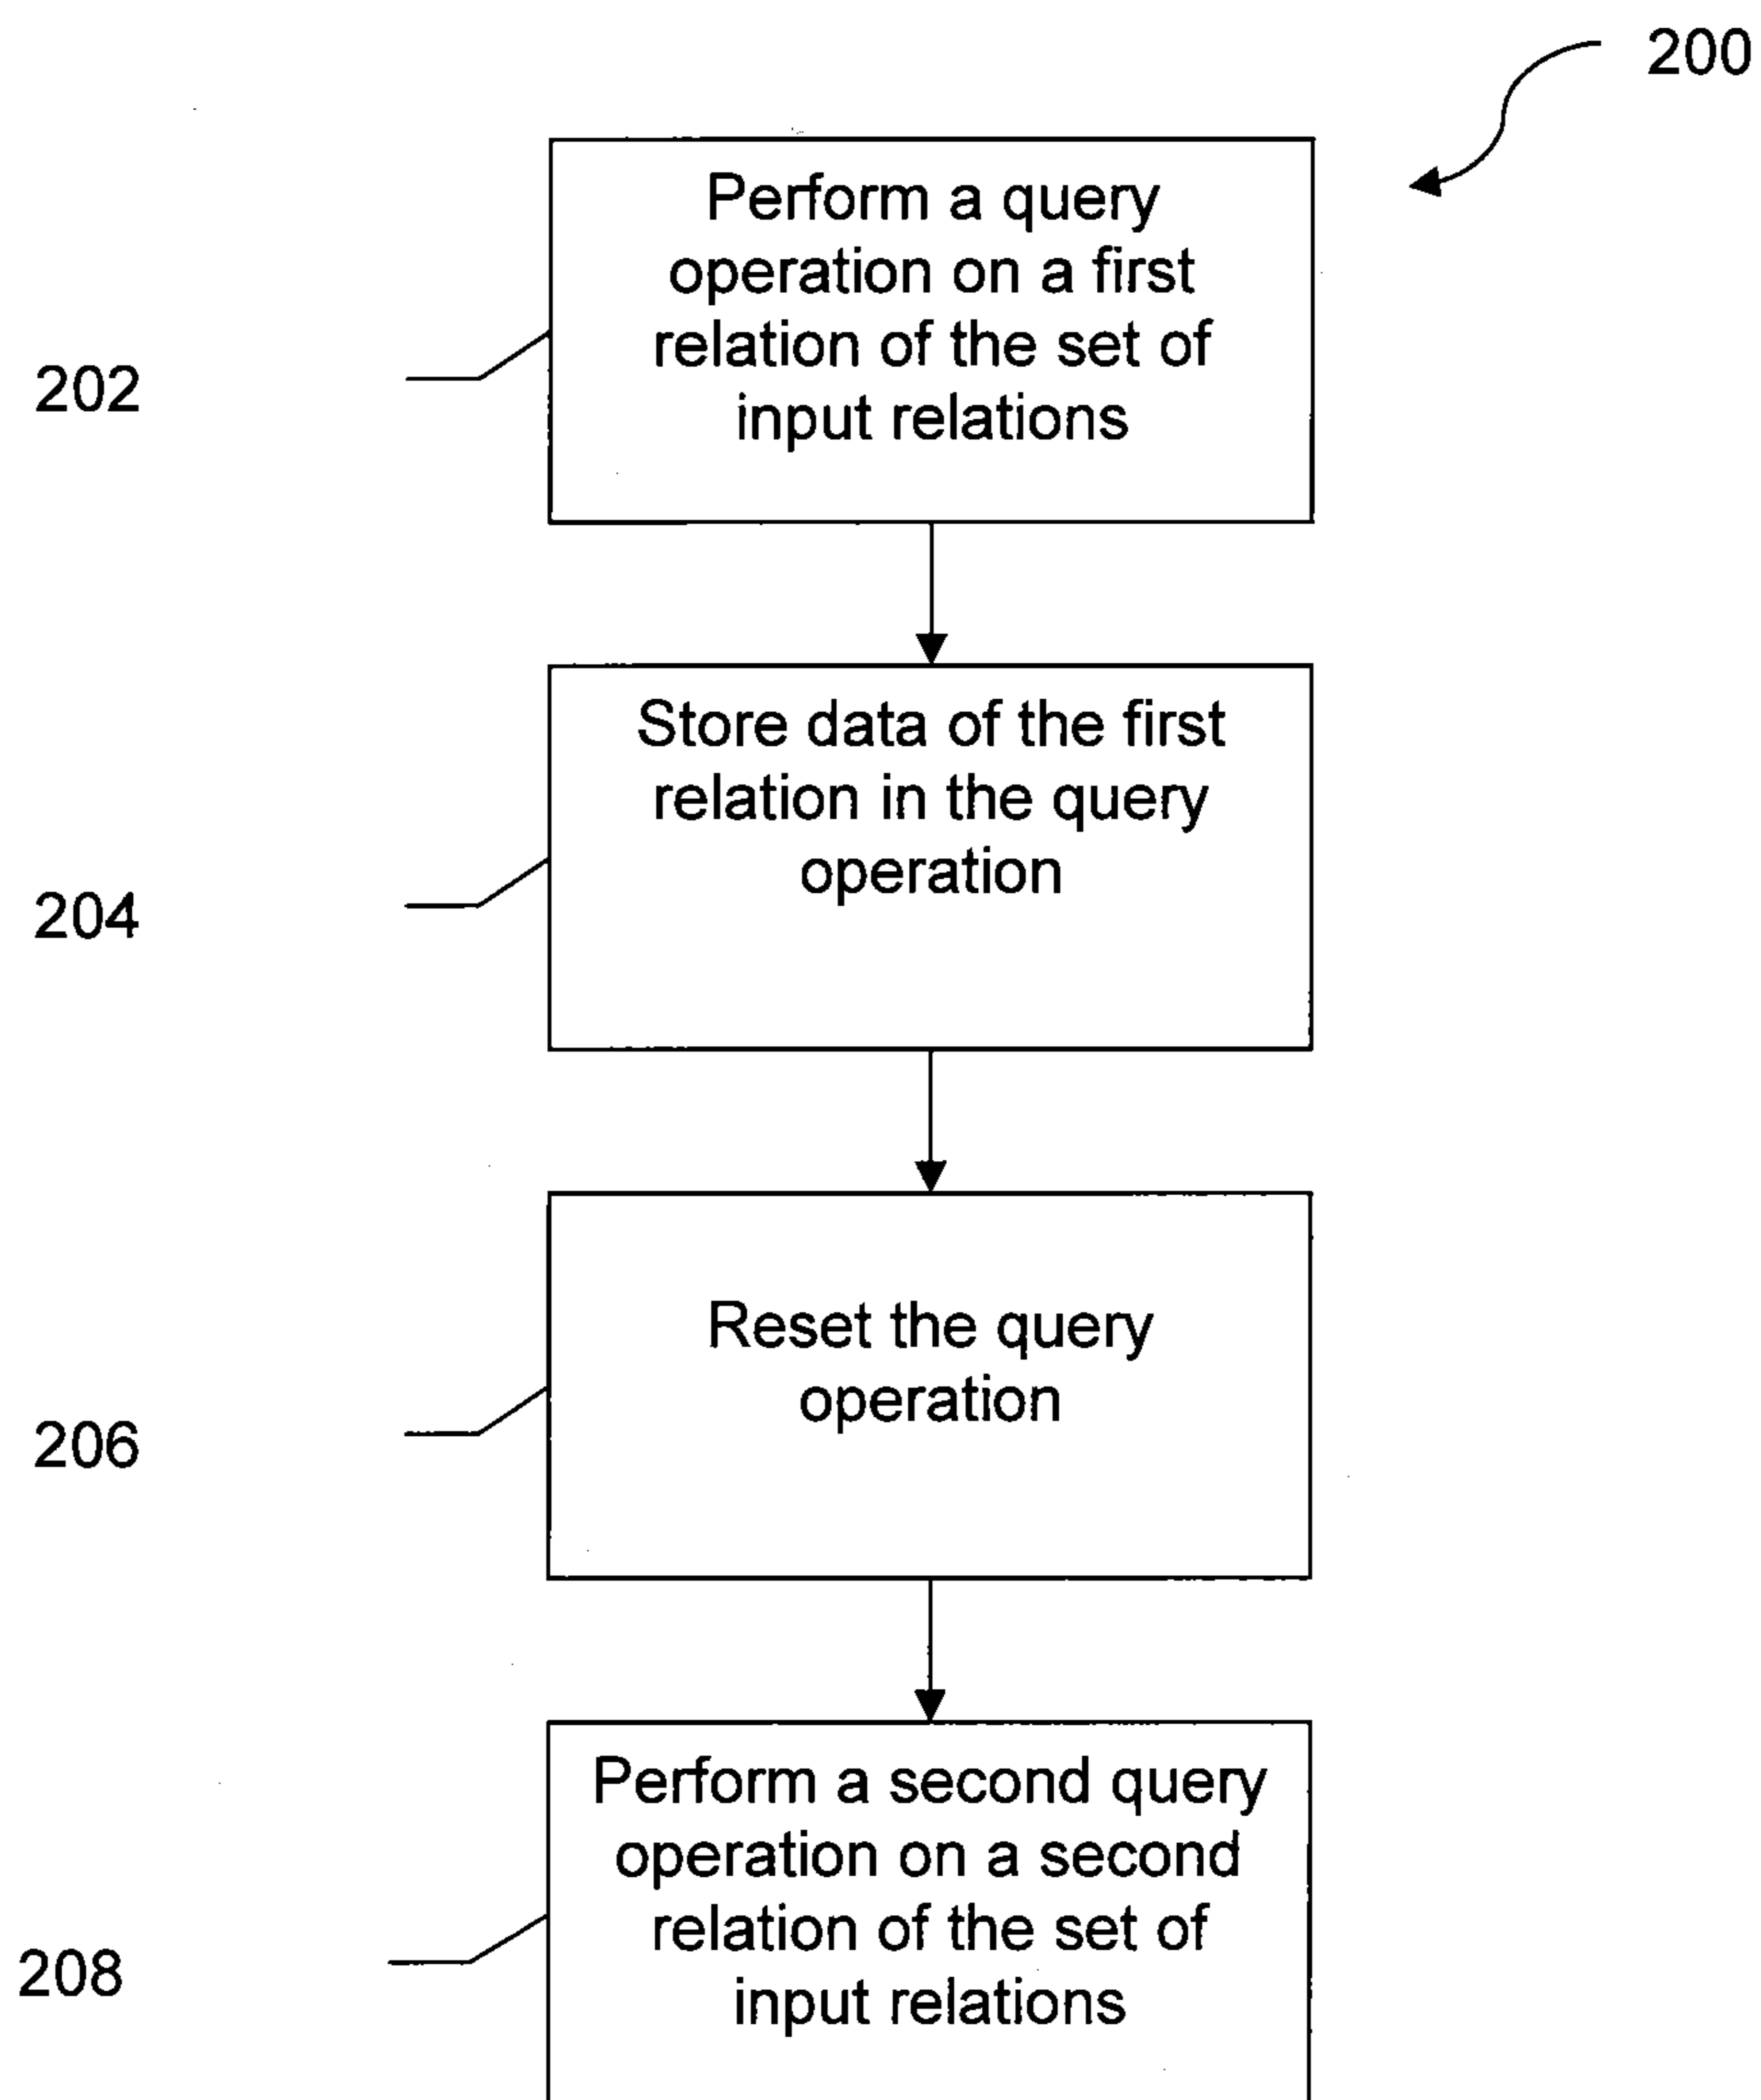 200
Perform a query
operation on a first
relation of the set of
input relations
202
Store data of the first
relation in the query
operation
204
Reset the query
operation
206
Perform a second query
operation on a second
relation of the set of
input relations
208